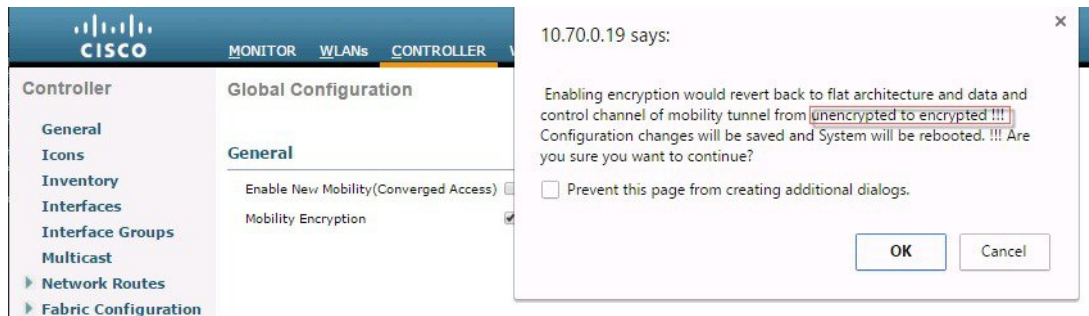 CISCO
MONITOR WLANs CONTROLLER
Controller
General
Icons
Inventory
Interfaces
Interface Groups
Multicast
Network Routes
Fabric Configuration
Global Configuration
General
Enable New Mobility(Converged Access)
Mobility Encryption
10.70.0.19 says:
Enabling encryption would revert back to flat architecture and data and
control channel of mobility tunnel from unencrypted to encrypted !!!
Configuration changes will be saved and System will be rebooted. !!! Are
you sure you want to continue?
Prevent this page from creating additional dialogs.
OK Cancel